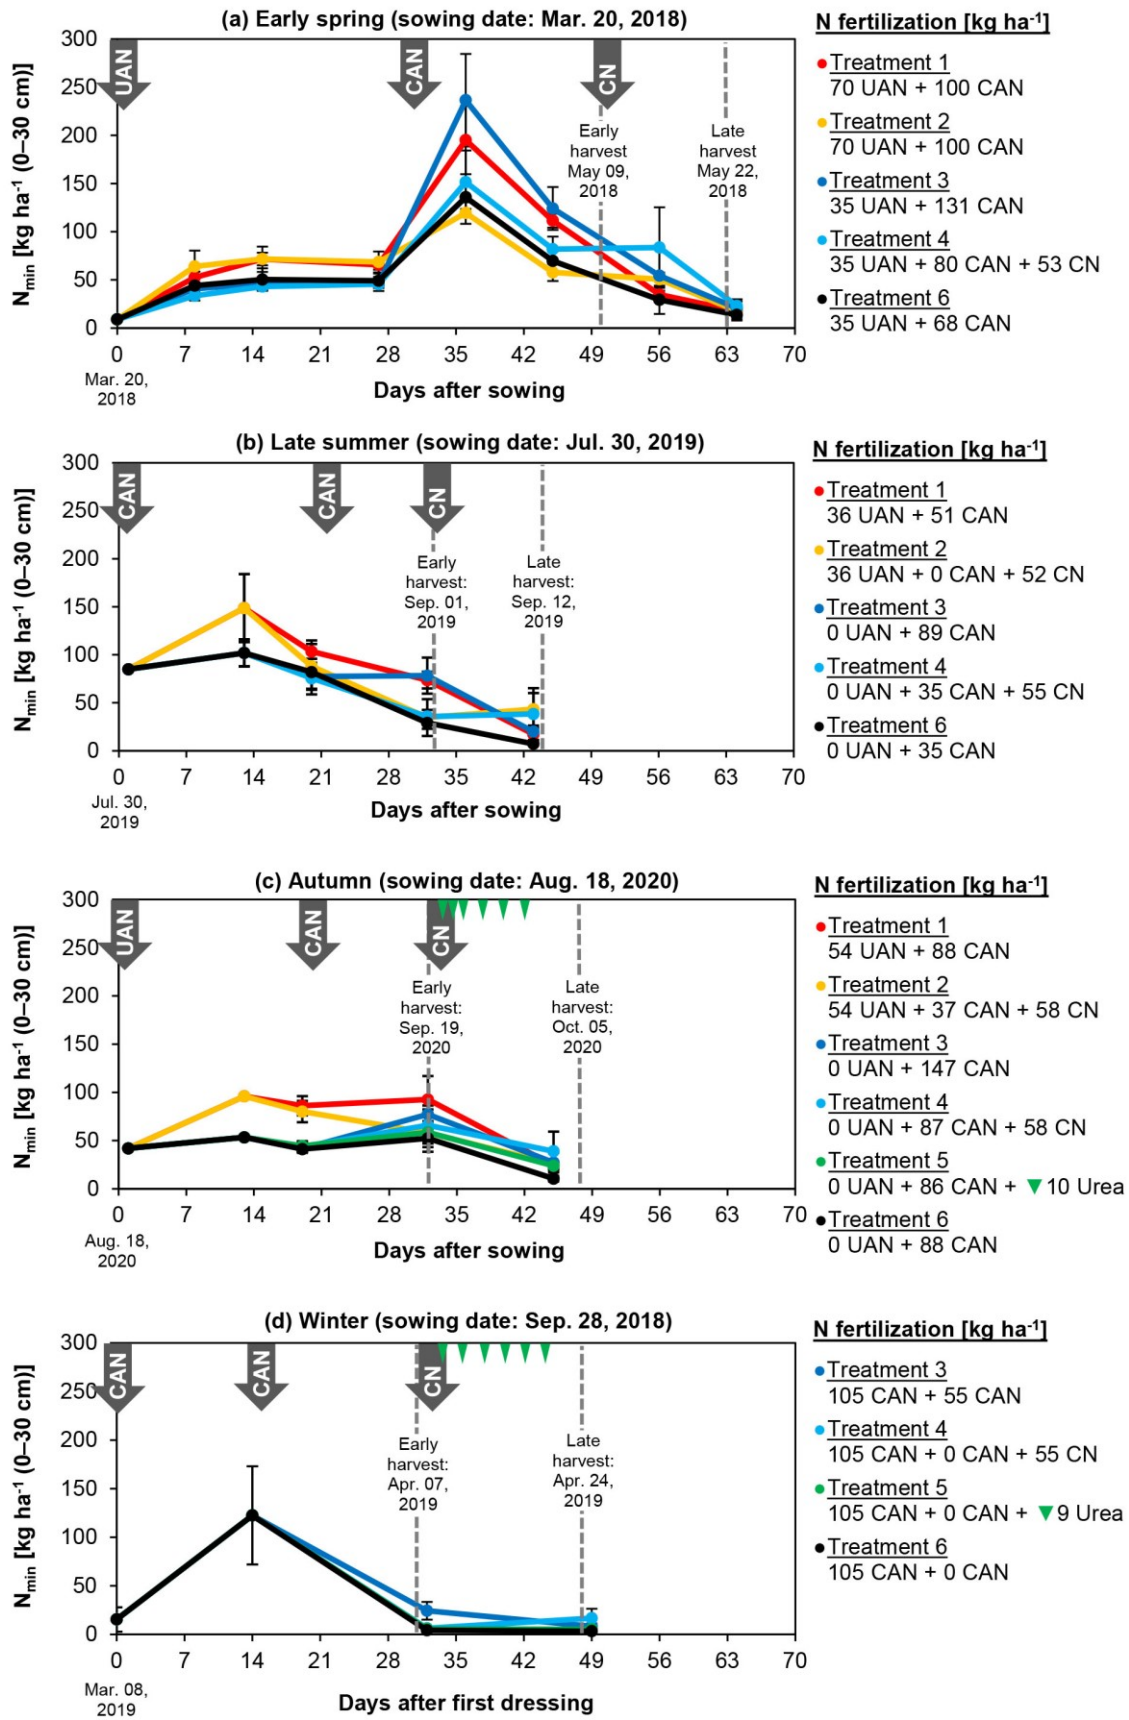 (a) Early spring (sowing date: Mar. 20, 2018)
N fertilization [kg ha⁻¹]
300
250
200
150
100
50
0
Nmin [kg ha⁻¹ (0–30 cm)]
UAN
CAN
CN
Early
harvest
May 09,
2018
Late
harvest
May 22,
2018
0 7 14 21 28 35 42 49 56 63 70
Mar. 20,
2018
Days after sowing
Treatment 1
70 UAN + 100 CAN
Treatment 2
70 UAN + 100 CAN
Treatment 3
35 UAN + 131 CAN
Treatment 4
35 UAN + 80 CAN + 53 CN
Treatment 6
35 UAN + 68 CAN
(b) Late summer (sowing date: Jul. 30, 2019)
N fertilization [kg ha⁻¹]
300
250
200
150
100
50
0
Nmin [kg ha⁻¹ (0–30 cm)]
CAN
CAN
CN
Early
harvest:
Sep. 01,
2019
Late
harvest:
Sep. 12,
2019
0 7 14 21 28 35 42 49 56 63 70
Jul. 30,
2019
Days after sowing
Treatment 1
36 UAN + 51 CAN
Treatment 2
36 UAN + 0 CAN + 52 CN
Treatment 3
0 UAN + 89 CAN
Treatment 4
0 UAN + 35 CAN + 55 CN
Treatment 6
0 UAN + 35 CAN
(c) Autumn (sowing date: Aug. 18, 2020)
N fertilization [kg ha⁻¹]
300
250
200
150
100
50
0
Nmin [kg ha⁻¹ (0–30 cm)]
UAN
CAN
CN
Early
harvest:
Sep. 19,
2020
Late
harvest:
Oct. 05,
2020
0 7 14 21 28 35 42 49 56 63 70
Aug. 18,
2020
Days after sowing
Treatment 1
54 UAN + 88 CAN
Treatment 2
54 UAN + 37 CAN + 58 CN
Treatment 3
0 UAN + 147 CAN
Treatment 4
0 UAN + 87 CAN + 58 CN
Treatment 5
0 UAN + 86 CAN + ▼10 Urea
Treatment 6
0 UAN + 88 CAN
(d) Winter (sowing date: Sep. 28, 2018)
N fertilization [kg ha⁻¹]
300
250
200
150
100
50
0
Nmin [kg ha⁻¹ (0–30 cm)]
CAN
CAN
CN
Early
harvest:
Apr. 07,
2019
Late
harvest:
Apr. 24,
2019
0 7 14 21 28 35 42 49 56 63 70
Mar. 08,
2019
Days after first dressing
Treatment 3
105 CAN + 55 CAN
Treatment 4
105 CAN + 0 CAN + 55 CN
Treatment 5
105 CAN + 0 CAN + ▼9 Urea
Treatment 6
105 CAN + 0 CAN